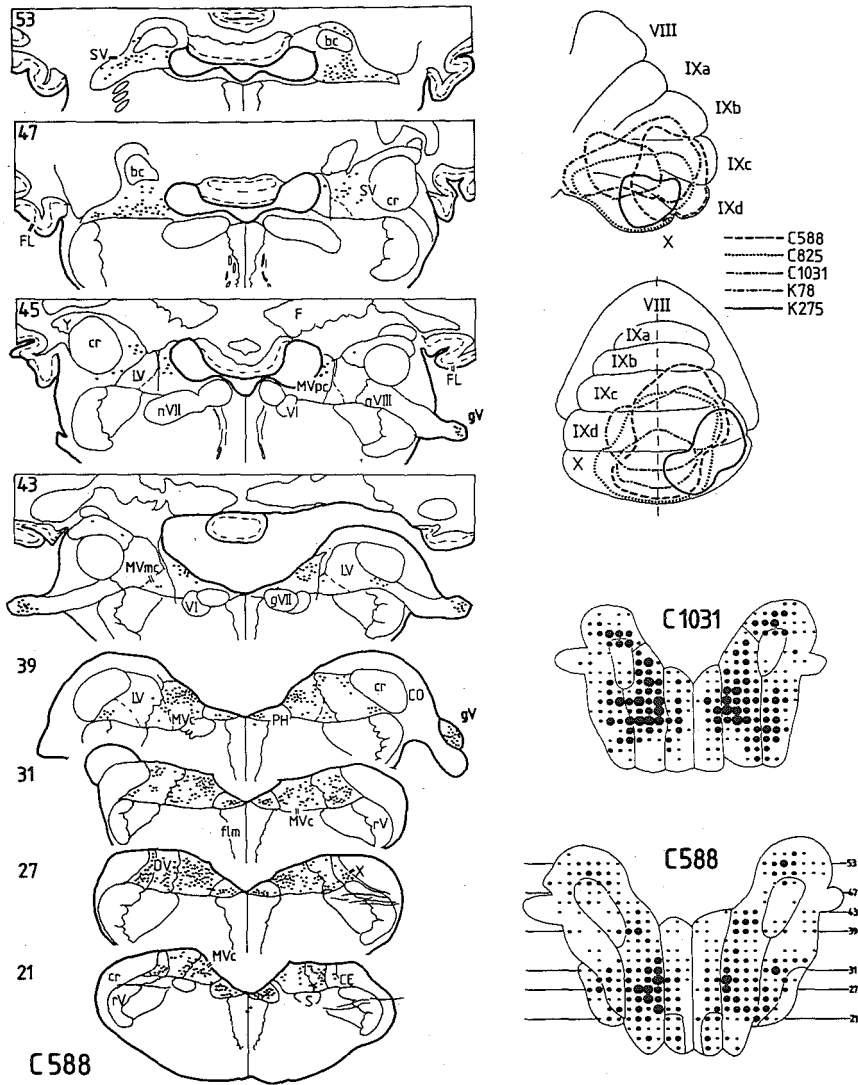 53
SV
bc
47
bc
SV
cr
FL
45
Y
cr
LV
nVII
F
MVpc
VI
nVIII
FL
gV
43
MVmc
VI
gVII
LV
39
LV
MVc
PH
cr
CO
gV
31
flm
MVc
rV
27
DV
X
21
MVc
cr
rV
S
CE
C588
VIII
IXa
IXb
IXc
IXd
X
C588
C825
C1031
K78
K275
VIII
IXa
IXb
IXc
IXd
X
C1031
C588
53
47
43
39
31
27
21